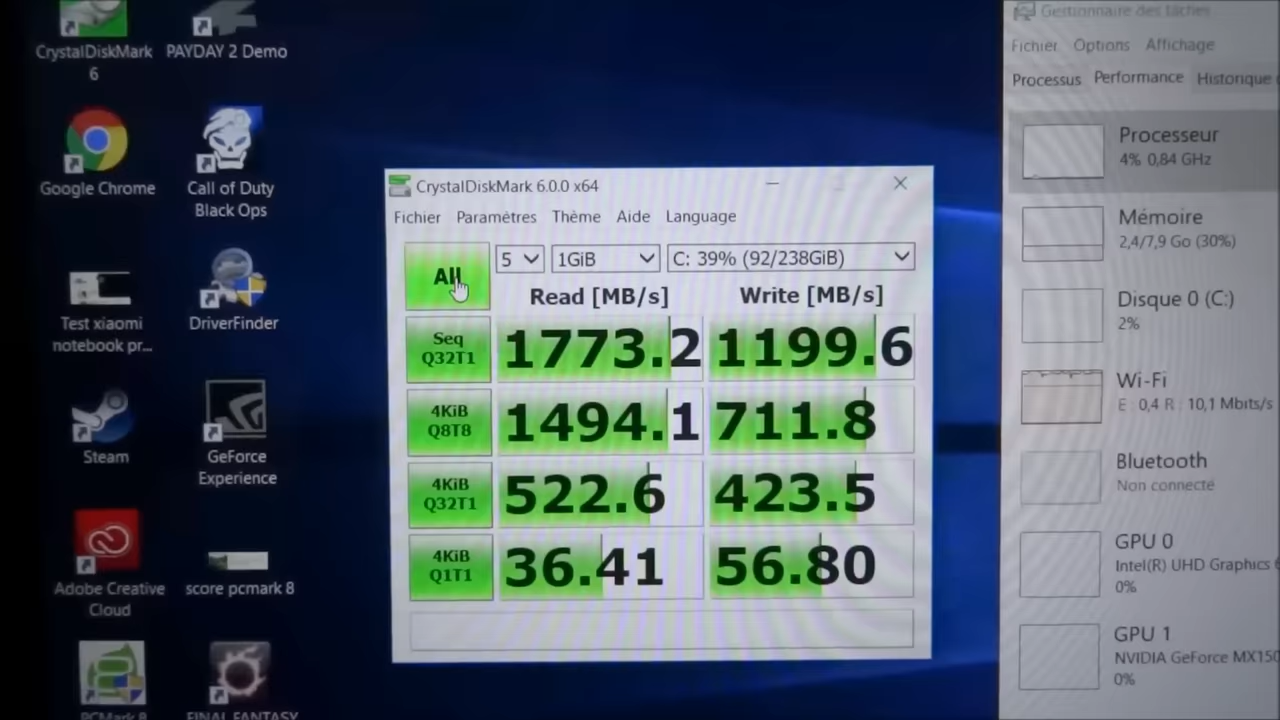 CrystalDiskMark
6
PAYDAY 2 Demo
Google Chrome
Call of Duty
Black Ops
Test xiaomi
notebook pr...
DriverFinder
Steam
GeForce
Experience
Adobe Creative
Cloud
score pcmark 8
PCMark 8
FINAL FANTASY
CrystalDiskMark 6.0.0 x64
Fichier Paramètres Thème Aide Language
All
5 1GiB C: 39% (92/238GiB)
Read [MB/s] Write [MB/s]
Seq
Q32T1
1773.2 1199.6
4KiB
Q8T8
1494.1 711.8
4KiB
Q32T1
522.6 423.5
4KiB
Q1T1
36.41 56.80
Gestionnaire des tâches
Fichier Options Affichage
Processus Performance Historique
Processeur
4% 0,84 GHz
Mémoire
2,4/7,9 Go (30%)
Disque 0 (C:)
2%
Wi-Fi
E : 0,4 R : 10,1 Mbits/s
Bluetooth
Non connecté
GPU 0
Intel(R) UHD Graphics
0%
GPU 1
NVIDIA GeForce MX150
0%